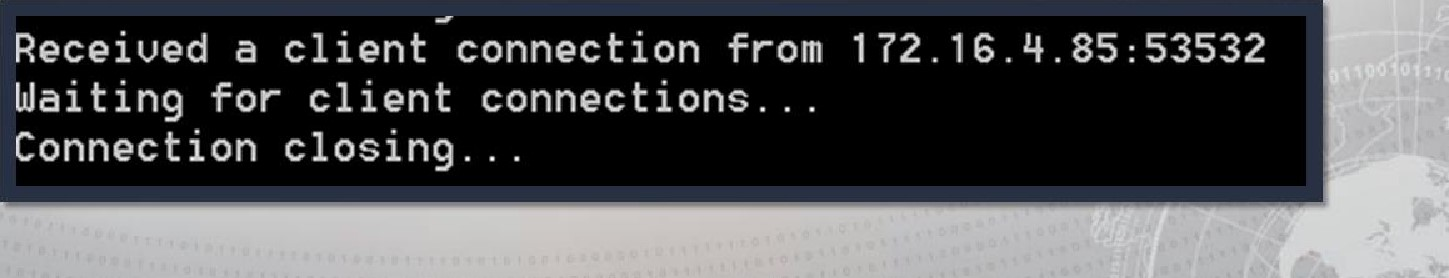 Received a client connection from 172.16.4.85:53532
Waiting for client connections...
Connection closing...